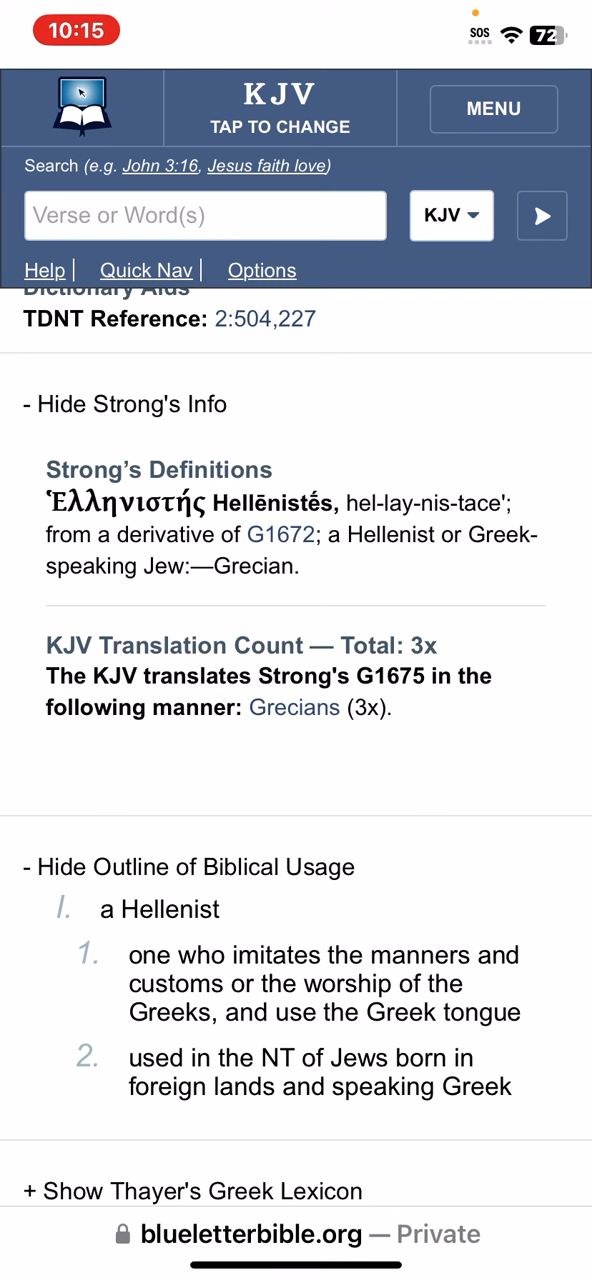 10:15
SOS
72
KJV
TAP TO CHANGE
MENU
Search (e.g. John 3:16, Jesus faith love)
Verse or Word(s)
KJV
Help | Quick Nav | Options
Dictionary Aids
TDNT Reference: 2:504,227
- Hide Strong's Info
Strong’s Definitions
Ἑλληνιστής Hellēnistḗs, hel-lay-nis-tace';
from a derivative of G1672; a Hellenist or Greek-
speaking Jew:—Grecian.
KJV Translation Count — Total: 3x
The KJV translates Strong's G1675 in the
following manner: Grecians (3x).
- Hide Outline of Biblical Usage
I. a Hellenist
1. one who imitates the manners and
customs or the worship of the
Greeks, and use the Greek tongue
2. used in the NT of Jews born in
foreign lands and speaking Greek
+ Show Thayer's Greek Lexicon
blueletterbible.org — Private